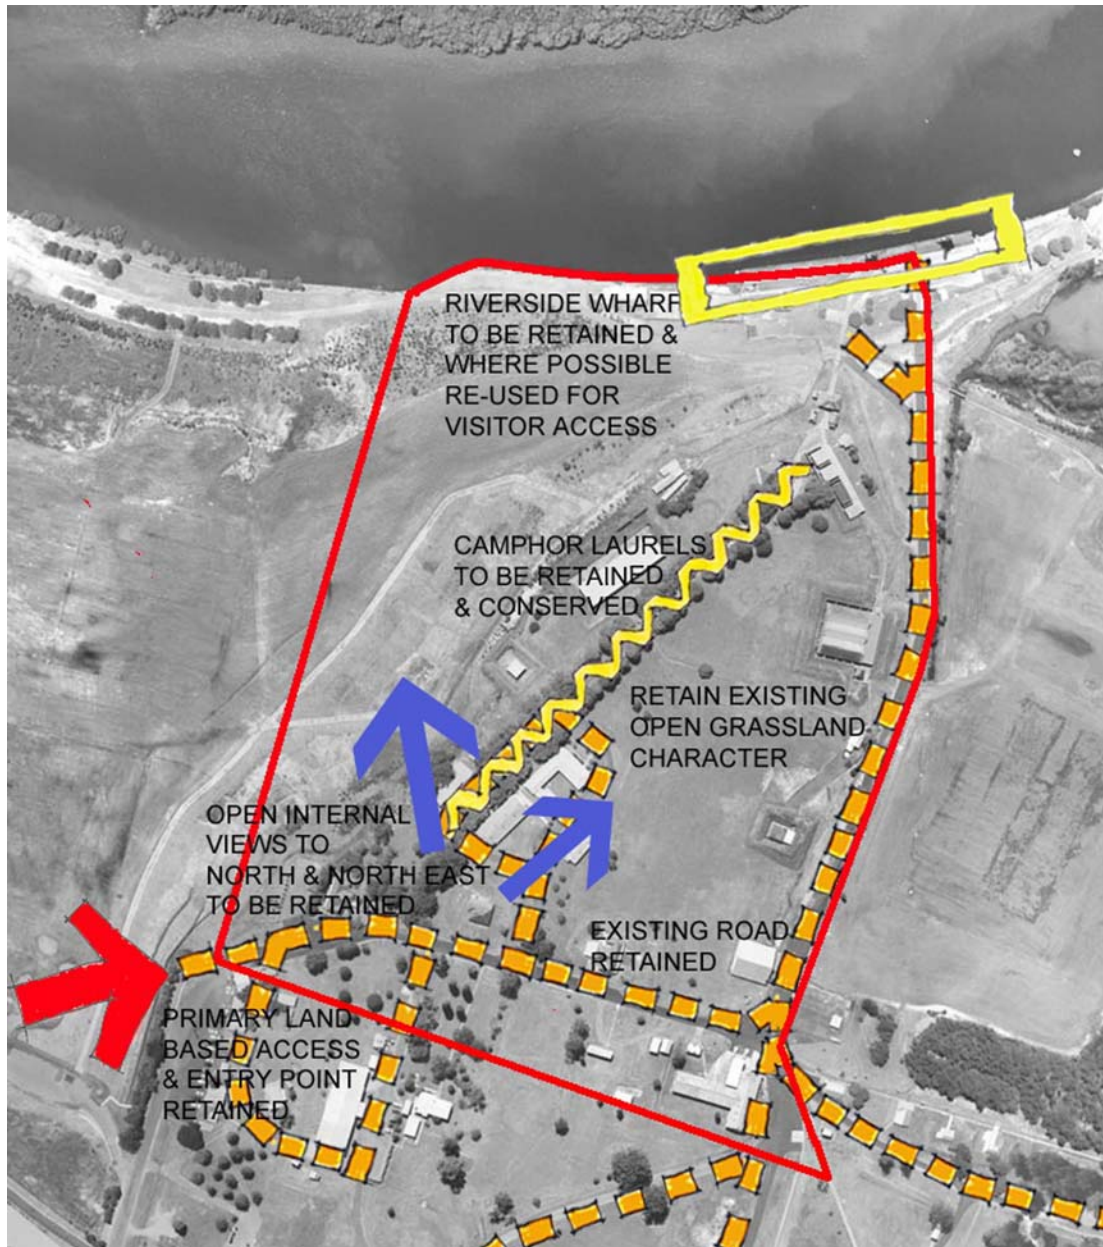 RIVERSIDE WHARF
TO BE RETAINED &
WHERE POSSIBLE
RE-USED FOR
VISITOR ACCESS
CAMPHOR LAURELS
TO BE RETAINED
& CONSERVED
RETAIN EXISTING
OPEN GRASSLAND
CHARACTER
OPEN INTERNAL
VIEWS TO
NORTH & NORTH EAST
TO BE RETAINED
EXISTING ROAD
RETAINED
PRIMARY LAND
BASED ACCESS
& ENTRY POINT
RETAINED